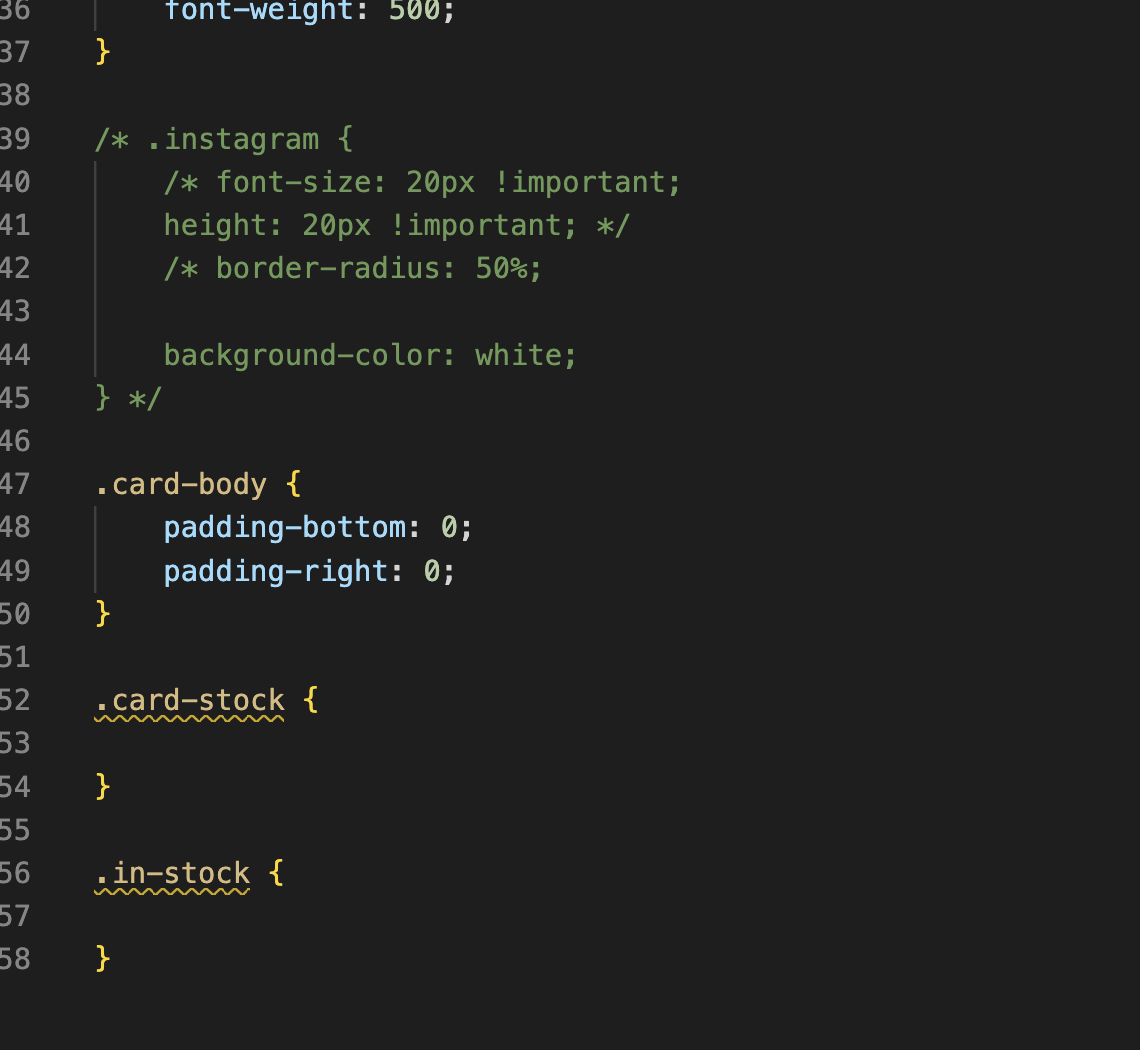 36 font-weight: 500;
37 }
38
39 /* .instagram {
40 /* font-size: 20px !important;
41 height: 20px !important; */
42 /* border-radius: 50%;
43
44 background-color: white;
45 } */
46
47 .card-body {
48 padding-bottom: 0;
49 padding-right: 0;
50 }
51
52 .card-stock {
53
54 }
55
56 .in-stock {
57
58 }